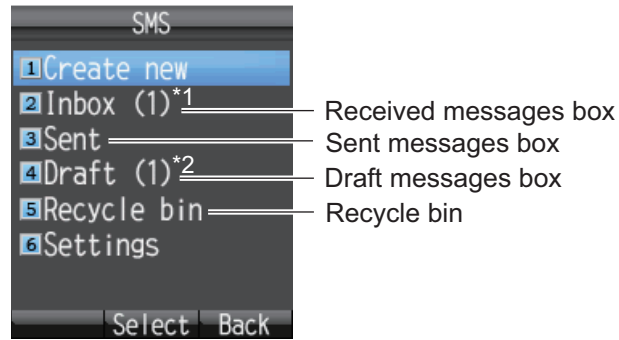 SMS
1 Create new
2 Inbox (1)*1 Received messages box
3 Sent Sent messages box
4 Draft (1)*2 Draft messages box
5 Recycle bin Recycle bin
6 Settings
Select Back